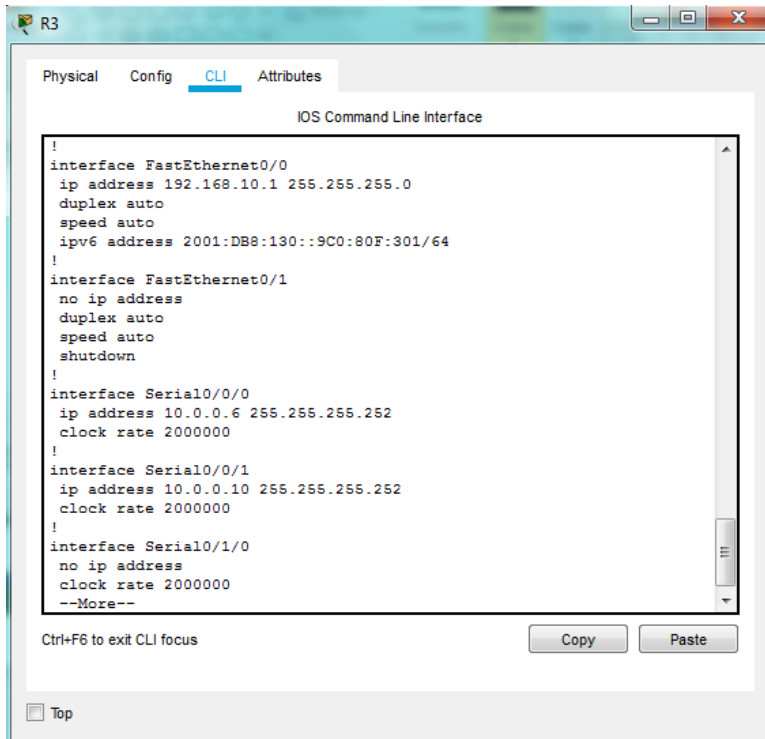 R3
Physical Config CLI Attributes
IOS Command Line Interface
!
interface FastEthernet0/0
ip address 192.168.10.1 255.255.255.0
duplex auto
speed auto
ipv6 address 2001:DB8:130::9C0:80F:301/64
!
interface FastEthernet0/1
no ip address
duplex auto
speed auto
shutdown
!
interface Serial0/0/0
ip address 10.0.0.6 255.255.255.252
clock rate 2000000
!
interface Serial0/0/1
ip address 10.0.0.10 255.255.255.252
clock rate 2000000
!
interface Serial0/1/0
no ip address
clock rate 2000000
--More--
Ctrl+F6 to exit CLI focus
Copy Paste
Top